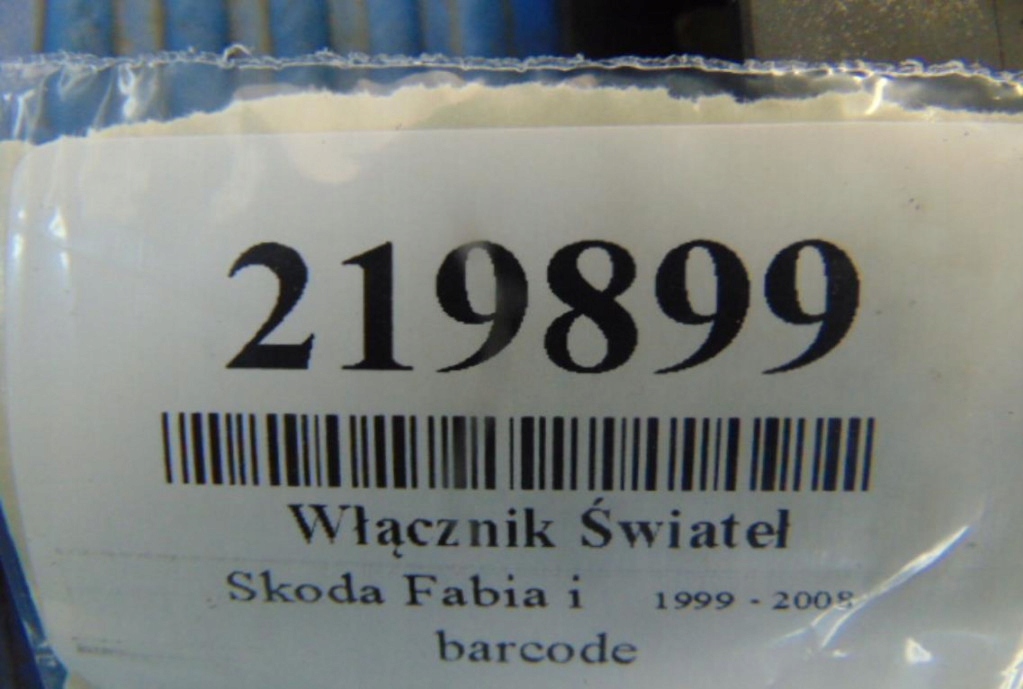 219899
Włącznik Świateł
Skoda Fabia i 1999 - 2008
barcode